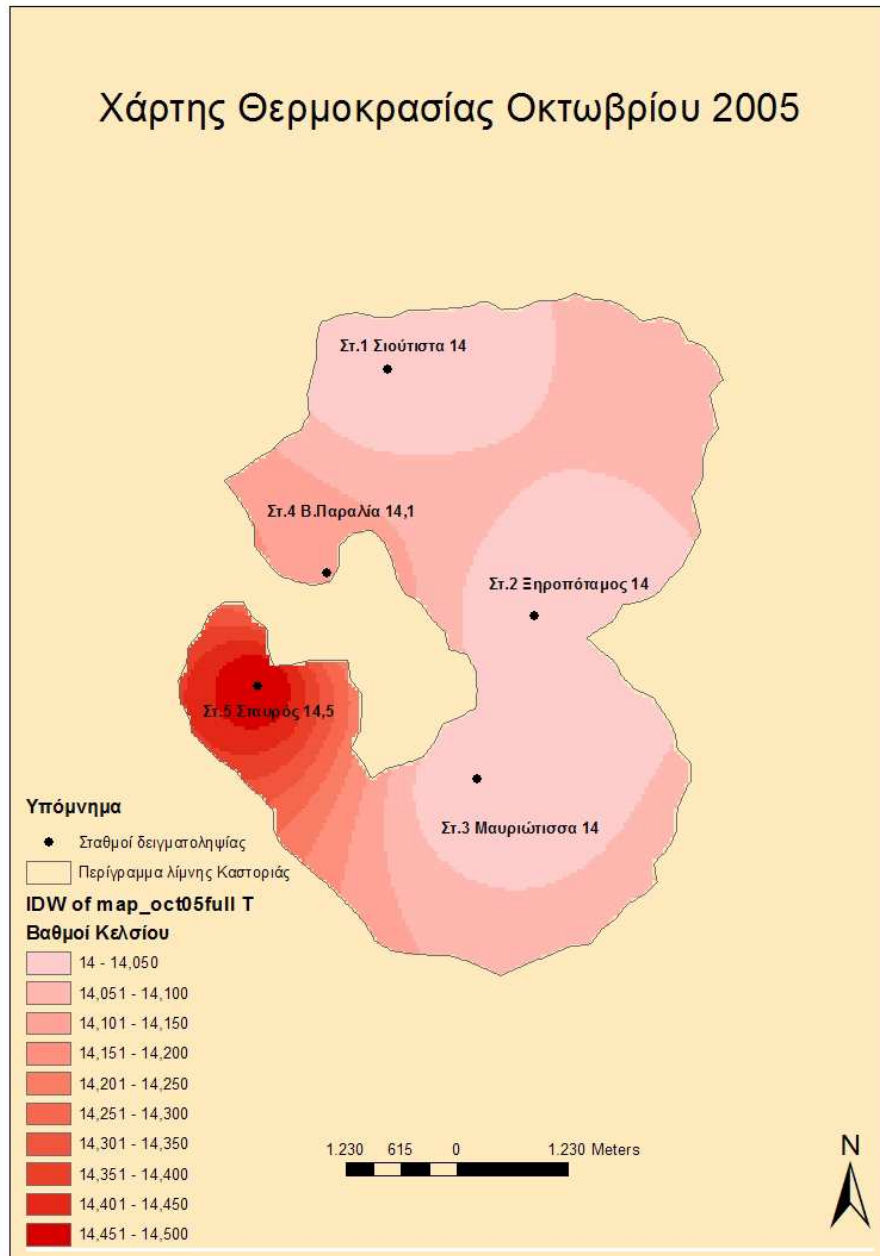 Χάρτης Θερμοκρασίας Οκτωβρίου 2005
Στ.1 Σιούτιστα 14
Στ.4 Β.Παραλία 14,1
Στ.2 Ξηροπόταμος 14
Στ.5 Σταυρός 14,5
Στ.3 Μαυριώτισσα 14
Υπόμνημα
Σταθμοί δειγματοληψίας
Περίγραμμα λίμνης Καστοριάς
IDW of map_oct05full T
Βαθμοί Κελσίου
14 - 14,050
14,051 - 14,100
14,101 - 14,150
14,151 - 14,200
14,201 - 14,250
14,251 - 14,300
14,301 - 14,350
14,351 - 14,400
14,401 - 14,450
14,451 - 14,500
1.230 615 0 1.230 Meters
N